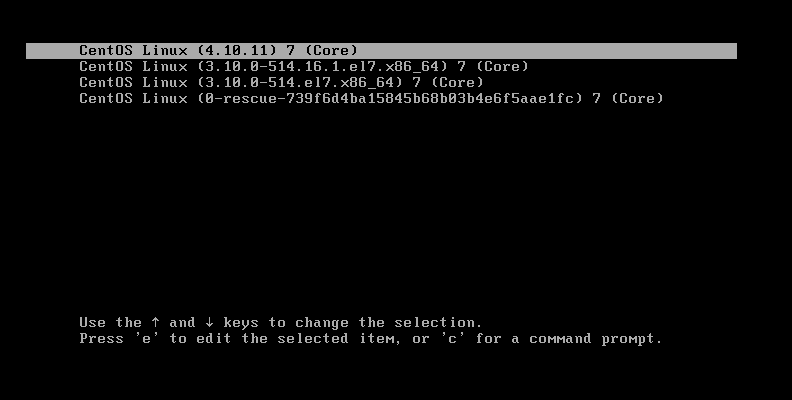 CentOS Linux (4.10.11) 7 (Core)
CentOS Linux (3.10.0-514.16.1.el7.x86_64) 7 (Core)
CentOS Linux (3.10.0-514.el7.x86_64) 7 (Core)
CentOS Linux (0-rescue-739f6d4ba15845b68b03b4e6f5aae1fc) 7 (Core)
Use the ↑ and ↓ keys to change the selection.
Press 'e' to edit the selected item, or 'c' for a command prompt.